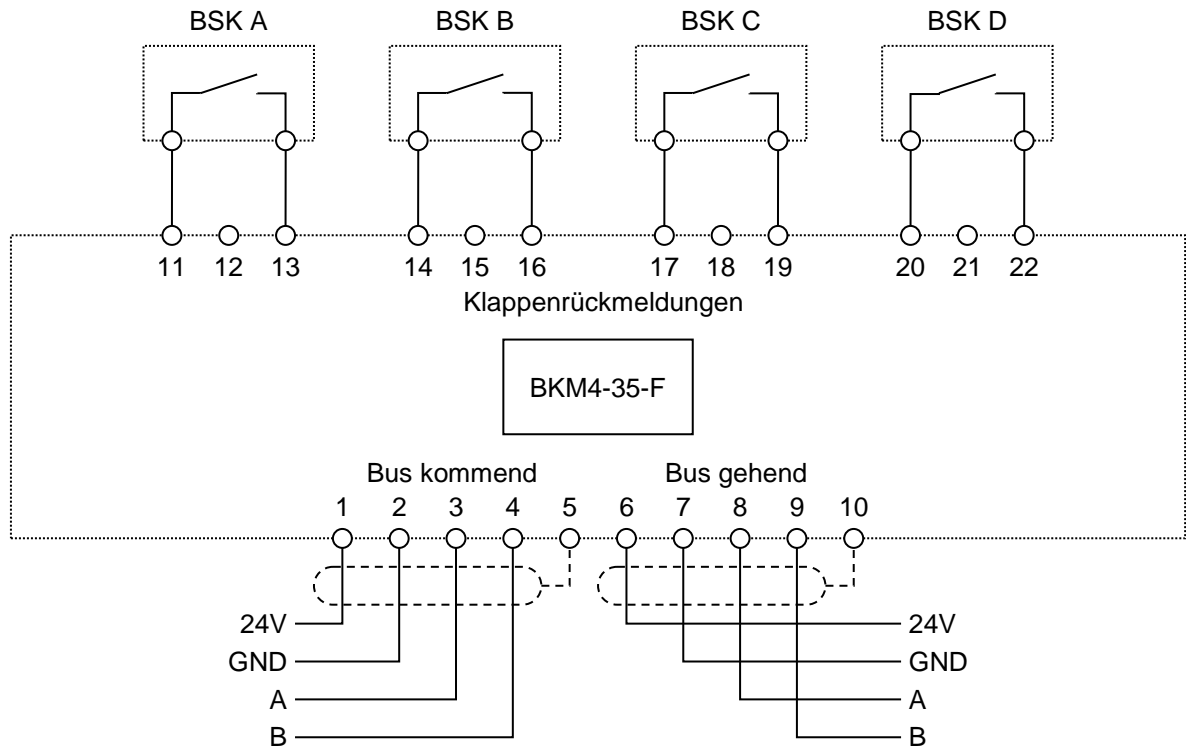 BSK A BSK B BSK C BSK D
11 12 13 14 15 16 17 18 19 20 21 22
Klappenrückmeldungen
BKM4-35-F
Bus kommend Bus gehend
1 2 3 4 5 6 7 8 9 10
24V 24V
GND GND
A A
B B